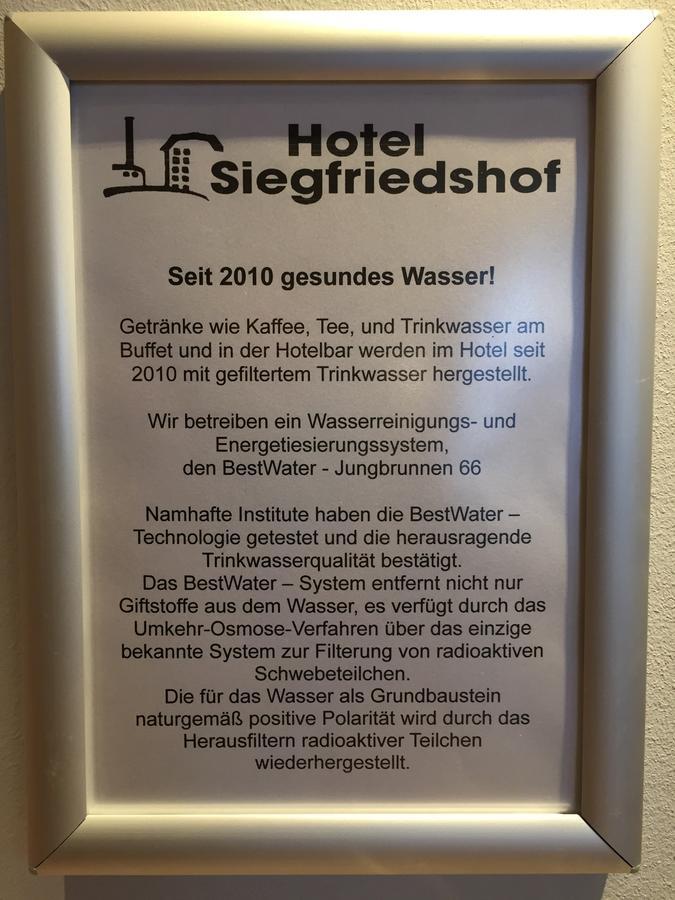 Hotel
Siegfriedshof
Seit 2010 gesundes Wasser!
Getränke wie Kaffee, Tee, und Trinkwasser am
Buffet und in der Hotelbar werden im Hotel seit
2010 mit gefiltertem Trinkwasser hergestellt.
Wir betreiben ein Wasserreinigungs- und
Energetiesierungssystem,
den BestWater - Jungbrunnen 66
Namhafte Institute haben die BestWater –
Technologie getestet und die herausragende
Trinkwasserqualität bestätigt.
Das BestWater – System entfernt nicht nur
Giftstoffe aus dem Wasser, es verfügt durch das
Umkehr-Osmose-Verfahren über das einzige
bekannte System zur Filterung von radioaktiven
Schwebeteilchen.
Die für das Wasser als Grundbaustein
naturgemäß positive Polarität wird durch das
Herausfiltern radioaktiver Teilchen
wiederhergestellt.